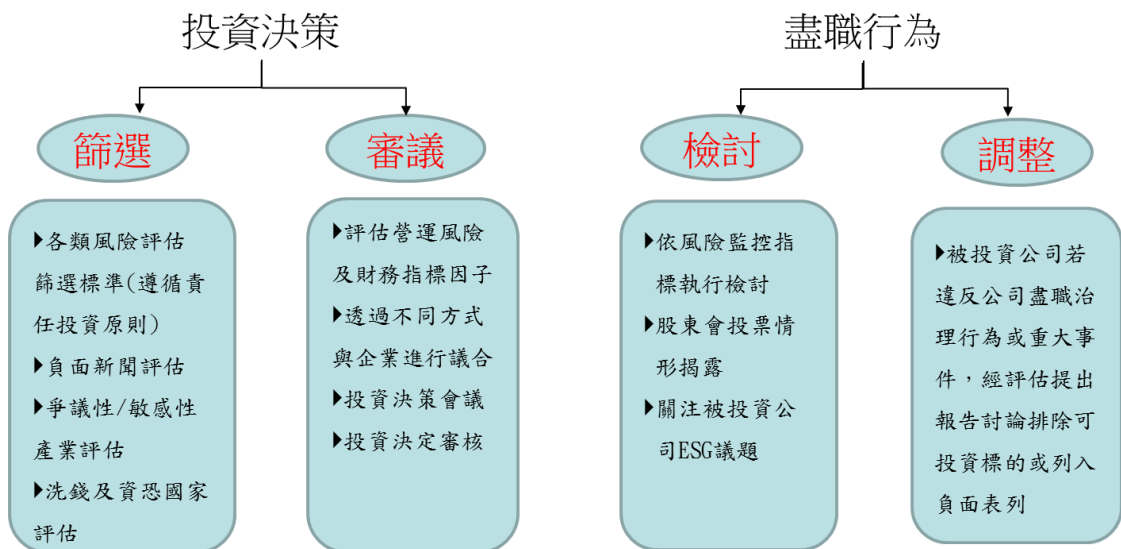 投資決策
盡職行為
篩選
審議
檢討
調整
▶各類風險評估
篩選標準(遵循責
任投資原則)
▶負面新聞評估
▶爭議性/敏感性
產業評估
▶洗錢及資恐國家
評估
▶評估營運風險
及財務指標因子
▶透過不同方式
與企業進行議合
▶投資決策會議
▶投資決定審核
▶依風險監控指
標執行檢討
▶股東會投票情
形揭露
▶關注被投資公
司ESG議題
▶被投資公司若
違反公司盡職治
理行為或重大事
件，經評估提出
報告討論排除可
投資標的或列入
負面表列